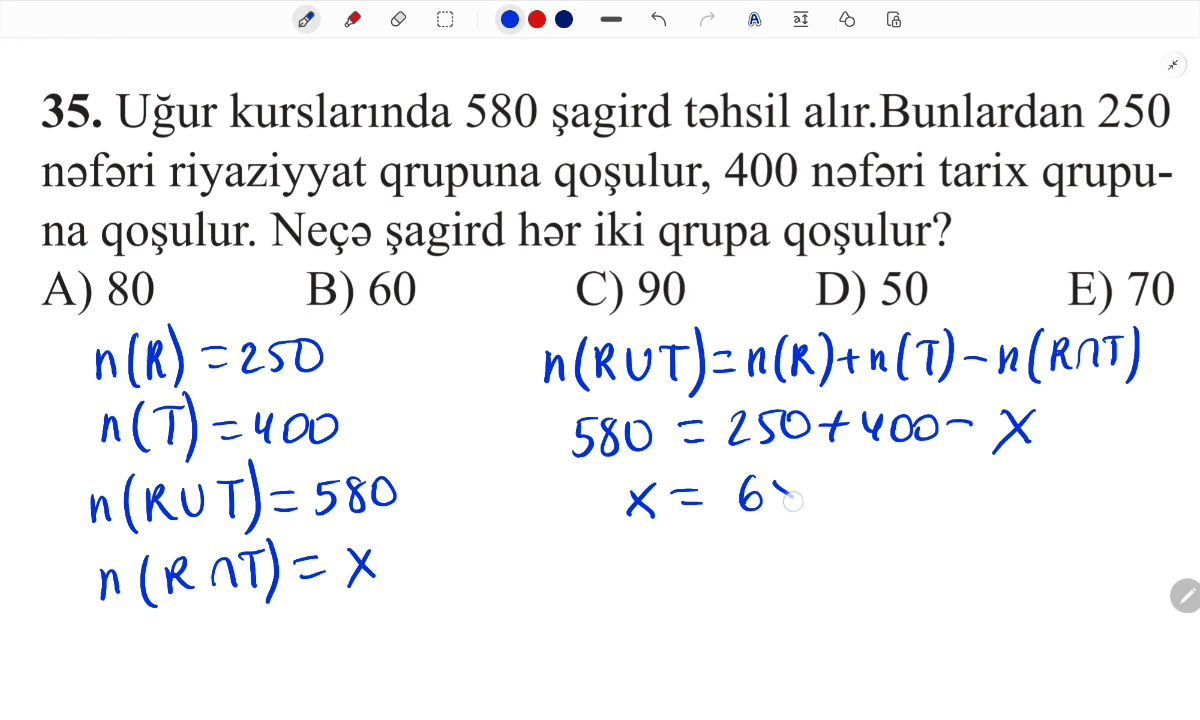 35. Uğur kurslarında 580 şagird təhsil alır.Bunlardan 250
nəfəri riyaziyyat qrupuna qoşulur, 400 nəfəri tarix qrupu-
na qoşulur. Neçə şagird hər iki qrupa qoşulur?
A) 80 B) 60 C) 90 D) 50 E) 70
n(R) = 250
n(T) = 400
n(R∪T) = 580
n(R∩T) = x
n(R∪T) = n(R) + n(T) - n(R∩T)
580 = 250 + 400 - x
x = 6